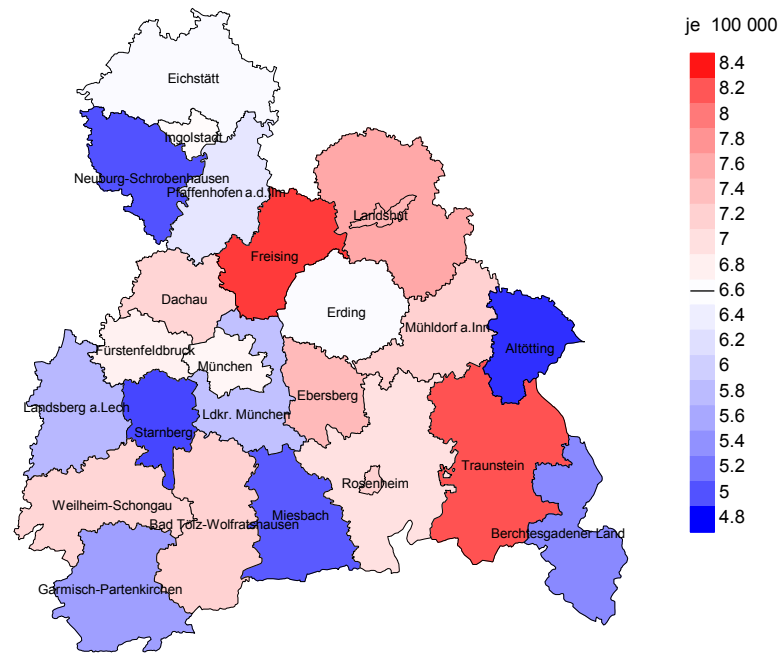 je 100 000
8.4
8.2
8
7.8
7.6
7.4
7.2
7
6.8
6.6
6.4
6.2
6
5.8
5.6
5.4
5.2
5
4.8
Eichstätt
Ingolstadt
Neuburg-Schrobenhausen
Pfaffenhofen a.d.Ilm
Landshut
Freising
Dachau
Erding
Mühldorf a.Inn
Altötting
Fürstenfeldbruck
München
Ebersberg
Landsberg a.Lech
Ldkr. München
Starnberg
Traunstein
Rosenheim
Weilheim-Schongau
Miesbach
Bad Tölz-Wolfratshausen
Berchtesgadener Land
Garmisch-Partenkirchen